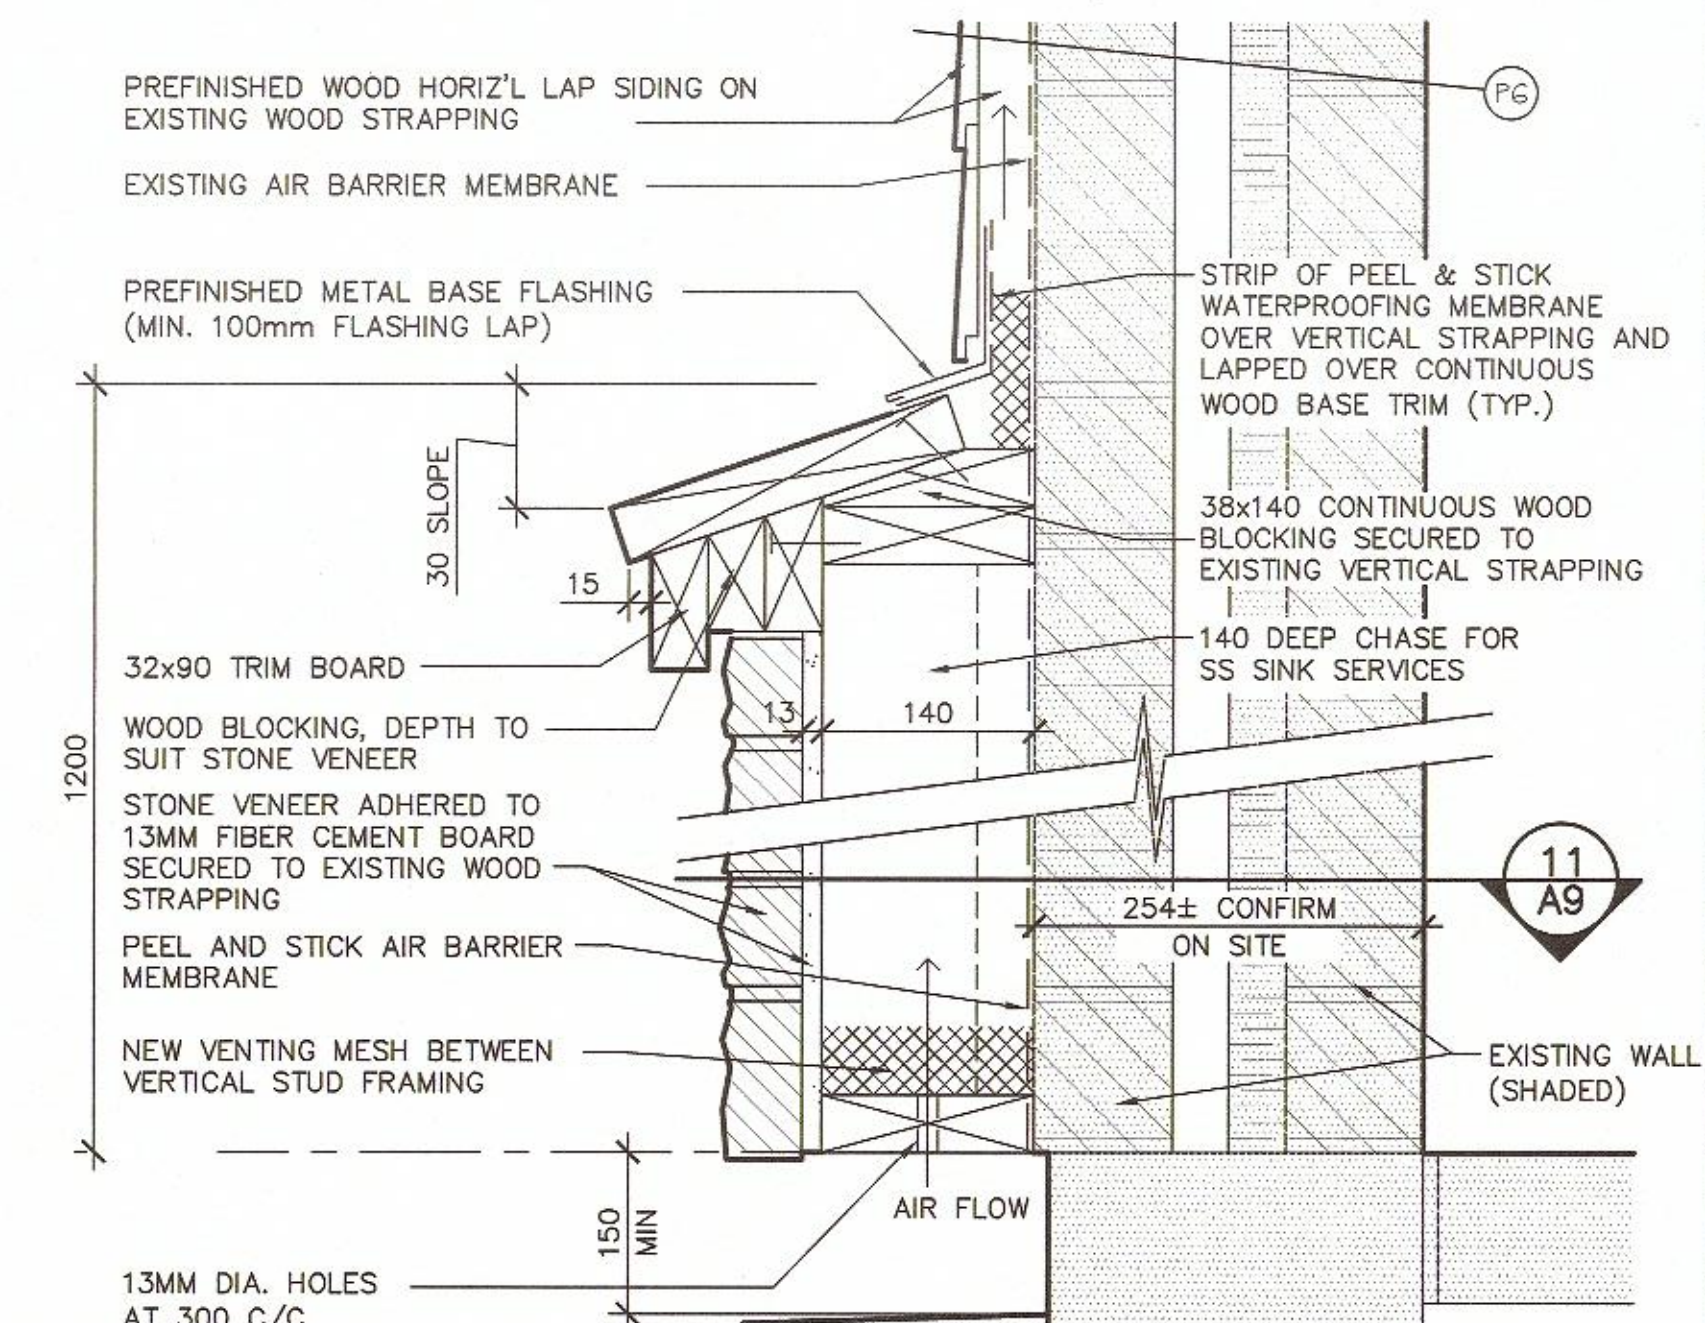 PREFINISHED WOOD HORIZ'L LAP SIDING ON
EXISTING WOOD STRAPPING
P6
EXISTING AIR BARRIER MEMBRANE
PREFINISHED METAL BASE FLASHING
(MIN. 100mm FLASHING LAP)
STRIP OF PEEL & STICK
WATERPROOFING MEMBRANE
OVER VERTICAL STRAPPING AND
LAPPED OVER CONTINUOUS
WOOD BASE TRIM (TYP.)
30 SLOPE
38x140 CONTINUOUS WOOD
BLOCKING SECURED TO
EXISTING VERTICAL STRAPPING
15
140 DEEP CHASE FOR
SS SINK SERVICES
32x90 TRIM BOARD
13
140
WOOD BLOCKING, DEPTH TO
SUIT STONE VENEER
1200
STONE VENEER ADHERED TO
13MM FIBER CEMENT BOARD
SECURED TO EXISTING WOOD
STRAPPING
11
A9
254± CONFIRM
ON SITE
PEEL AND STICK AIR BARRIER
MEMBRANE
NEW VENTING MESH BETWEEN
VERTICAL STUD FRAMING
EXISTING WALL
(SHADED)
AIR FLOW
150
MIN
13MM DIA. HOLES
AT 300 C/C